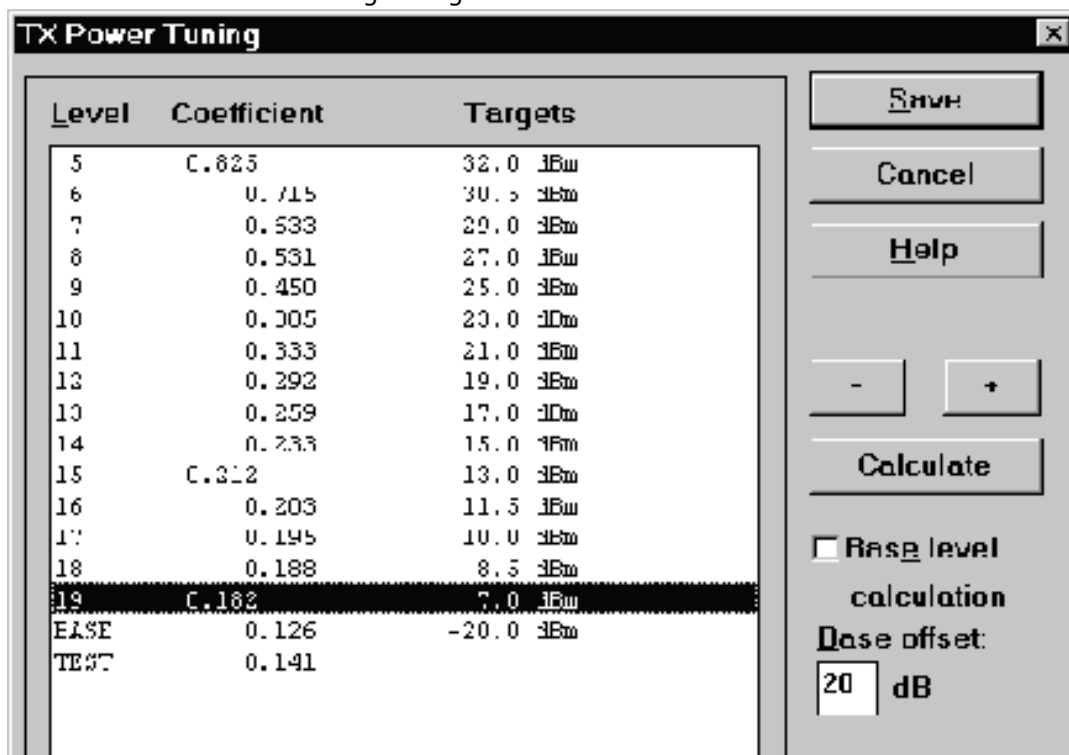 TX Power Tuning
Level Coefficient Targets
5 0.825 32.0 dBm
6 0.715 30.5 dBm
7 0.633 29.0 dBm
8 0.531 27.0 dBm
9 0.450 25.0 dBm
10 23.0 dBm
11 0.333 21.0 dBm
12 0.292 19.0 dBm
13 0.259 17.0 dBm
14 0.233 15.0 dBm
15 0.212 13.0 dBm
16 0.203 11.5 dBm
17 0.195 10.0 dBm
18 0.188 8.5 dBm
19 0.182 7.0 dBm
BASE 0.126 -20.0 dBm
TEST 0.141
Save
Cancel
Help
- +
Calculate
Base level
calculation
Base offset:
20 dB